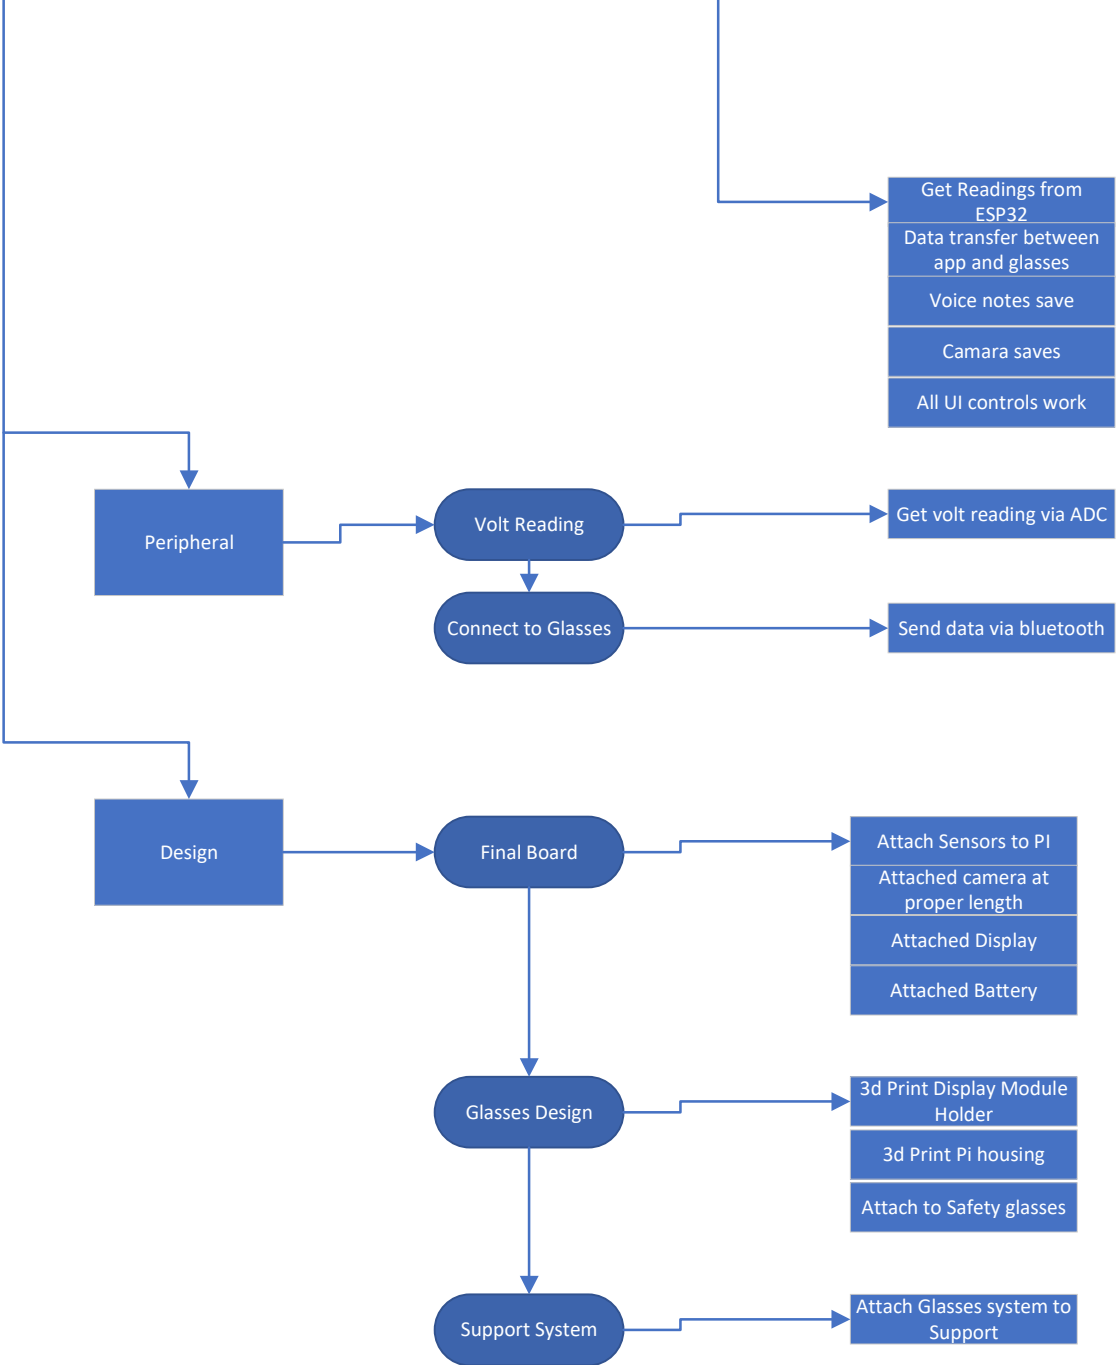 Get Readings from
ESP32
Data transfer between
app and glasses
Voice notes save
Camara saves
All UI controls work
Peripheral
Volt Reading
Get volt reading via ADC
Connect to Glasses
Send data via bluetooth
Design
Final Board
Attach Sensors to PI
Attached camera at
proper length
Attached Display
Attached Battery
Glasses Design
3d Print Display Module
Holder
3d Print Pi housing
Attach to Safety glasses
Support System
Attach Glasses system to
Support